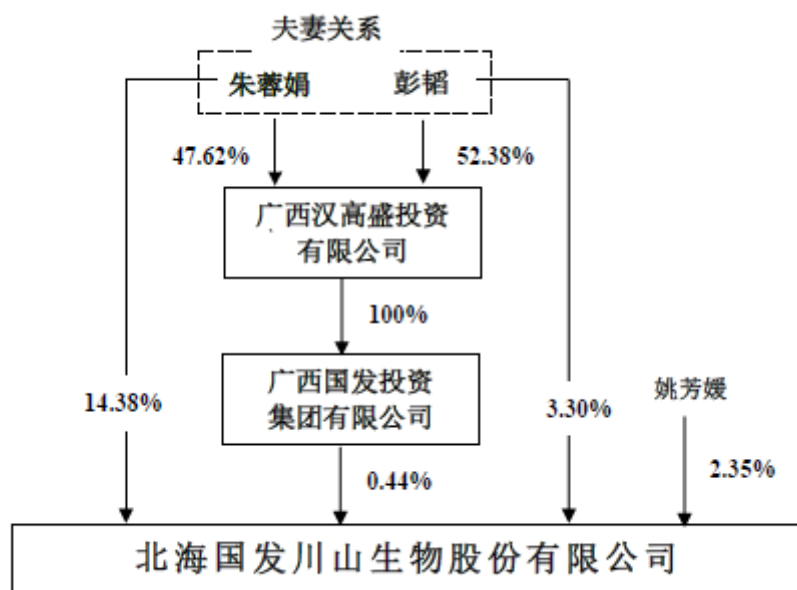 夫妻关系
朱蓉娟 彭韬
47.62% 52.38%
广西汉高盛投资
有限公司
100%
广西国发投资
集团有限公司
姚芳媛
14.38% 3.30%
0.44% 2.35%
北海国发川山生物股份有限公司